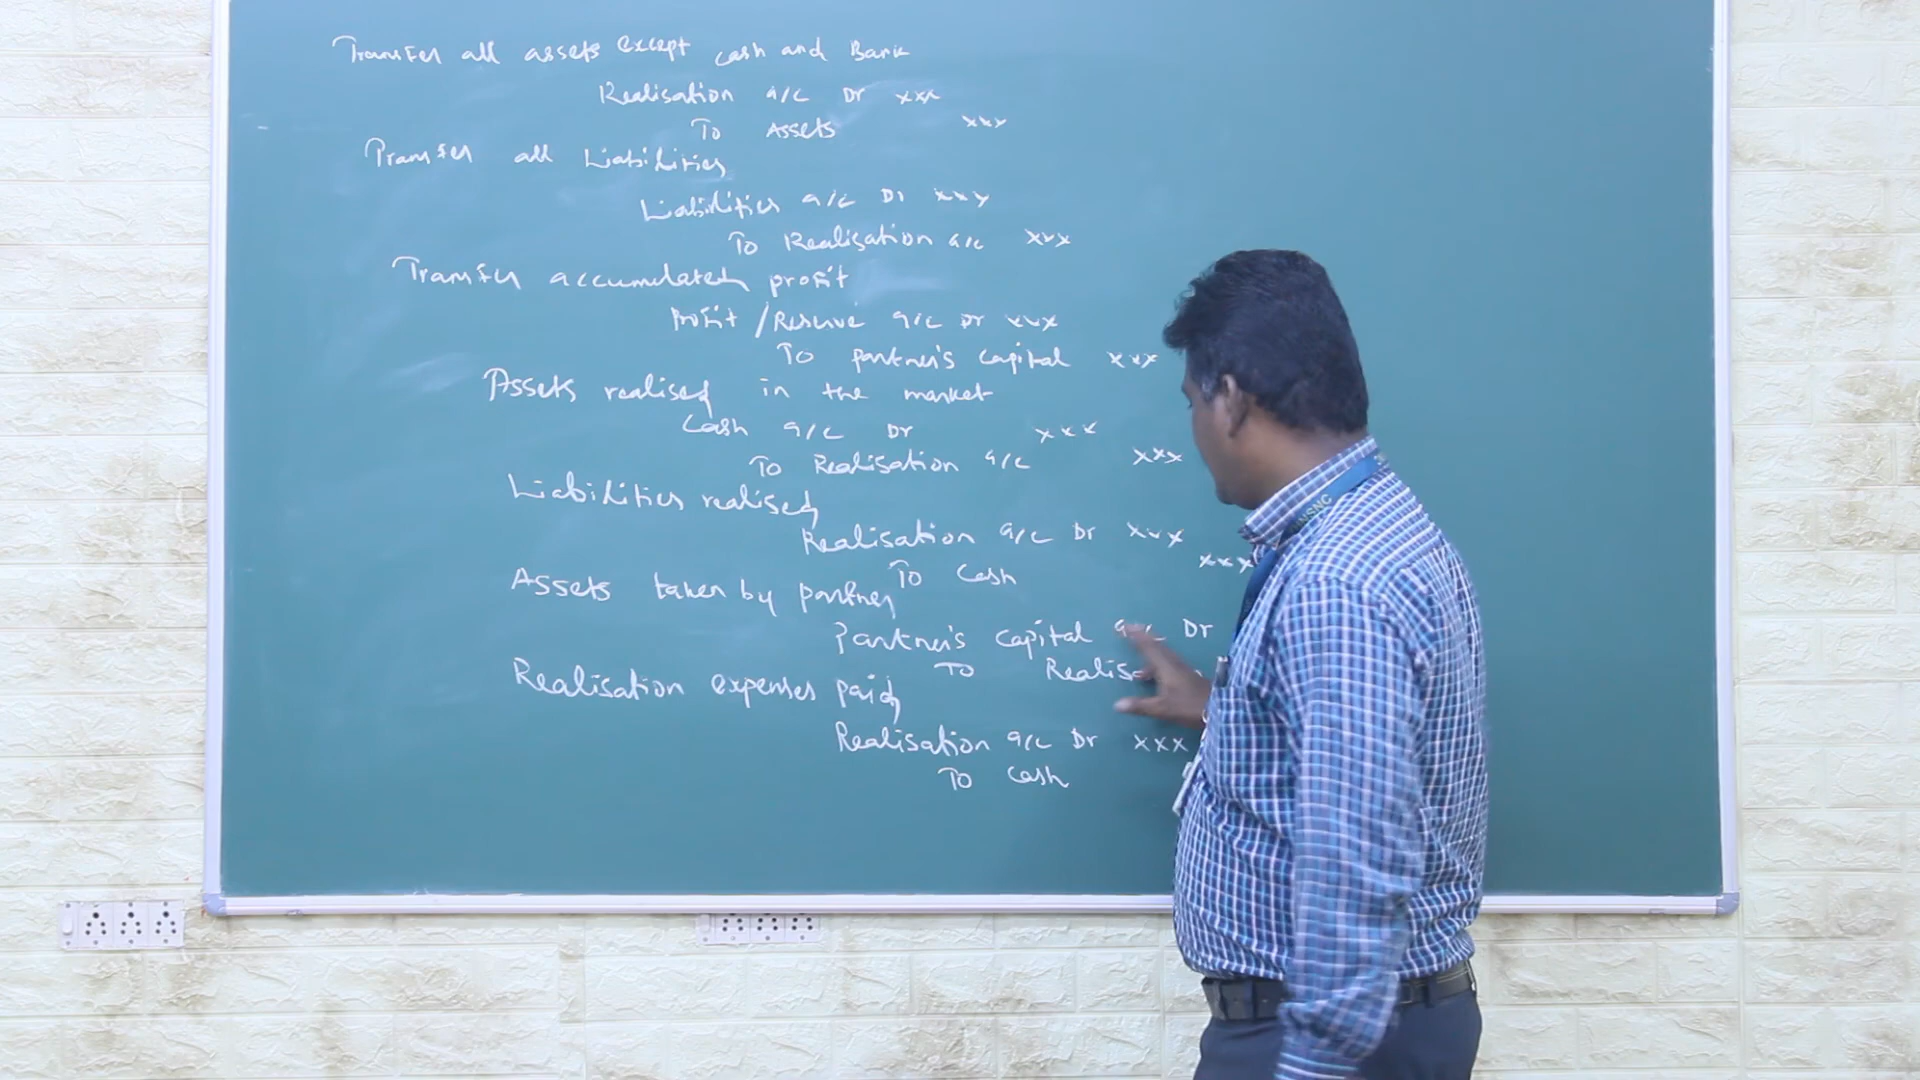 Transfer all assets except cash and Bank
Realisation a/c Dr xxx
To Assets xxx
Transfer all Liabilities
Liabilities a/c Dr xxx
To Realisation a/c xxx
Transfer accumulated profit
Profit / Reserve a/c Dr xxx
To partner's capital xxx
Assets realised in the market
Cash a/c Dr xxx
To Realisation a/c xxx
Liabilities realised
Realisation a/c Dr xxx
To Cash xxx
Assets taken by partner
Partner's capital a/c Dr
To
Realisation expenses paid
Realisation a/c Dr xxx
To Cash